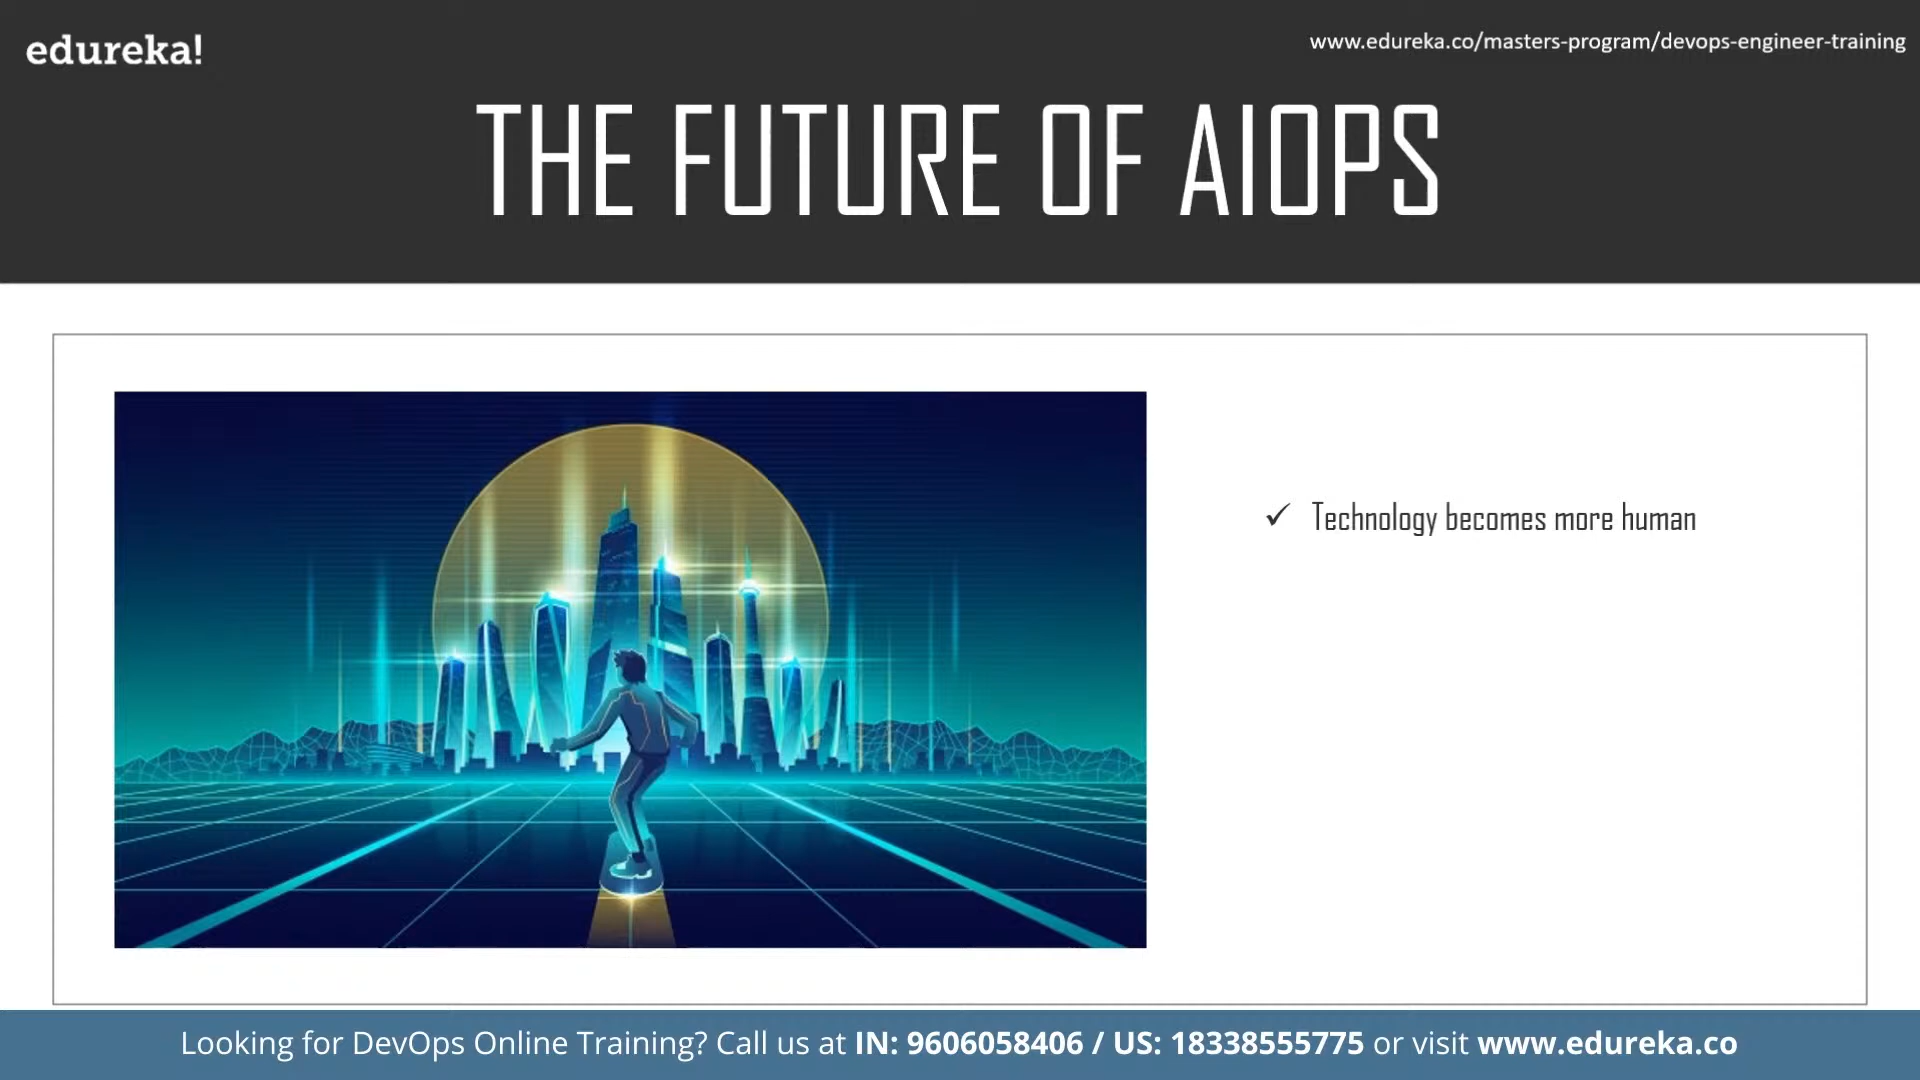 edureka!
www.edureka.co/masters-program/devops-engineer-training
THE FUTURE OF AIOPS
✓ Technology becomes more human
Looking for DevOps Online Training? Call us at IN: 9606058406 / US: 18338555775 or visit www.edureka.co